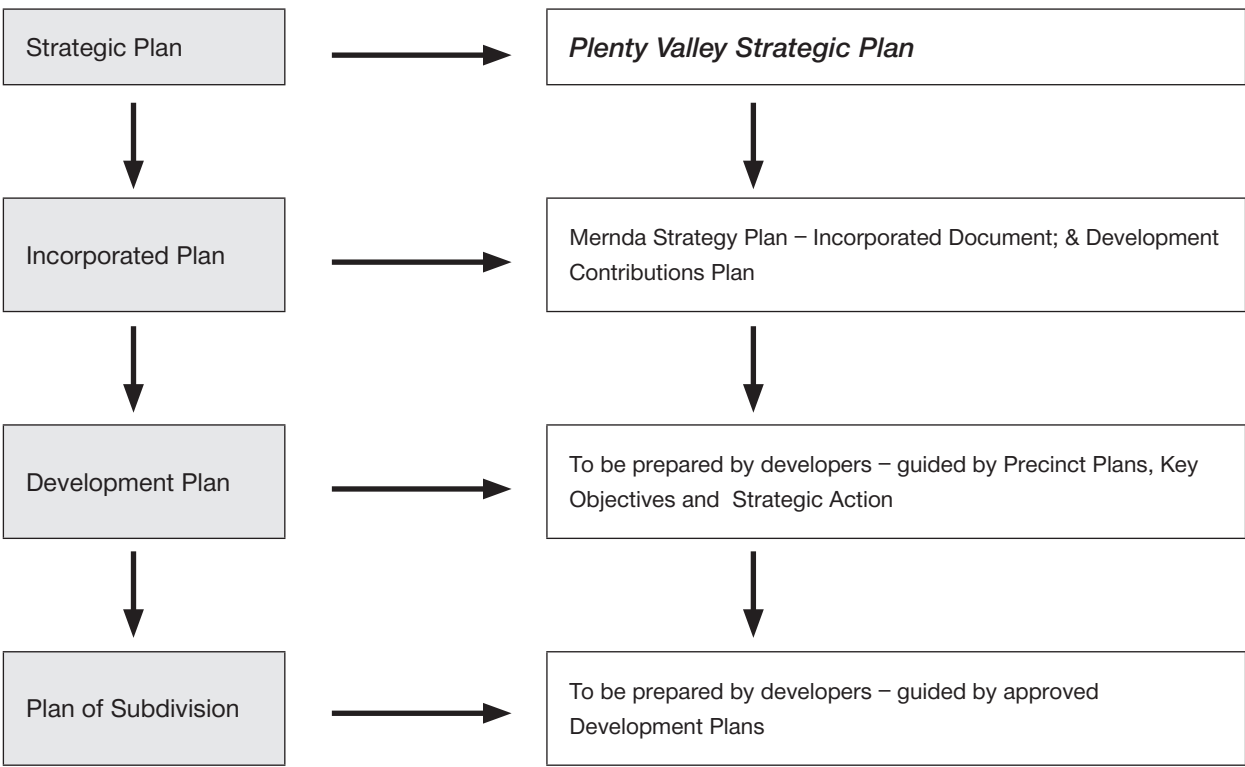 Strategic Plan
Plenty Valley Strategic Plan
Incorporated Plan
Mernda Strategy Plan – Incorporated Document; & Development
Contributions Plan
Development Plan
To be prepared by developers – guided by Precinct Plans, Key
Objectives and  Strategic Action
Plan of Subdivision
To be prepared by developers – guided by approved
Development Plans